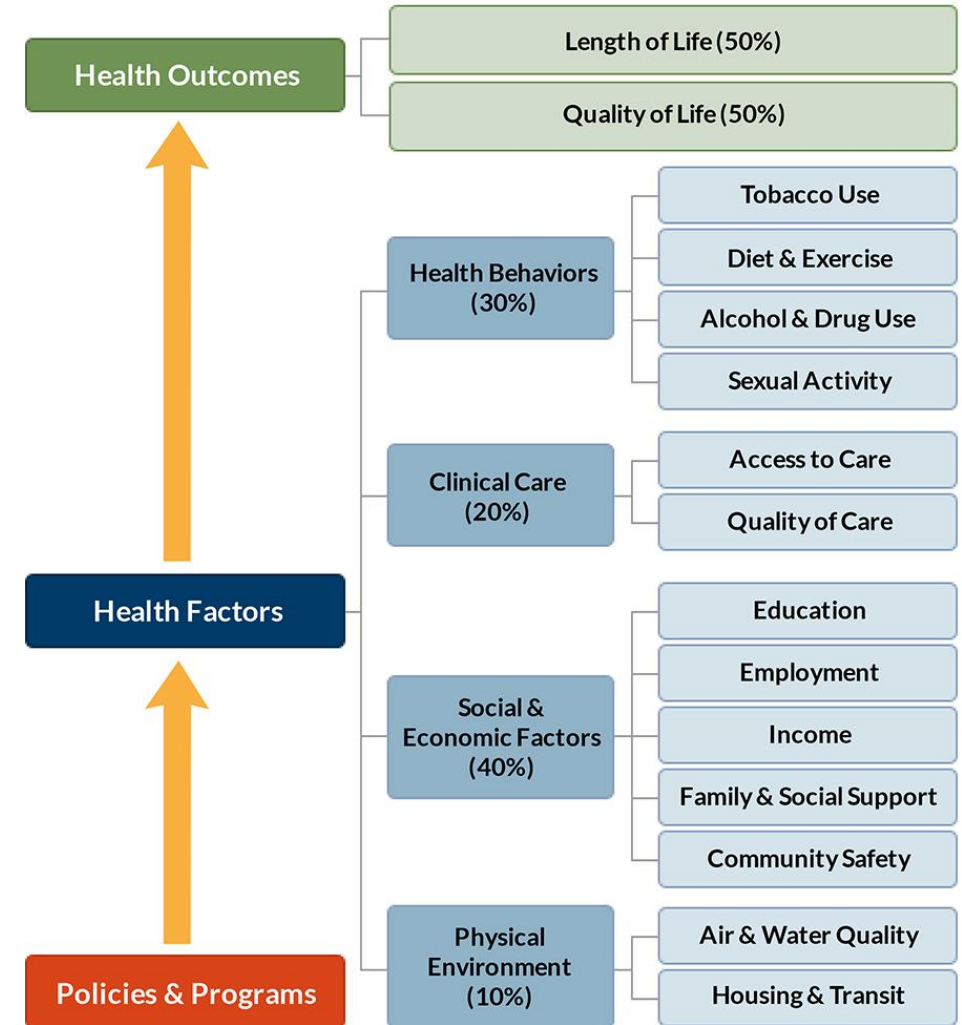 Health Outcomes
Length of Life (50%)
Quality of Life (50%)
Health Behaviors
(30%)
Tobacco Use
Diet & Exercise
Alcohol & Drug Use
Sexual Activity
Clinical Care
(20%)
Access to Care
Quality of Care
Health Factors
Social &
Economic Factors
(40%)
Education
Employment
Income
Family & Social Support
Community Safety
Physical
Environment
(10%)
Air & Water Quality
Housing & Transit
Policies & Programs